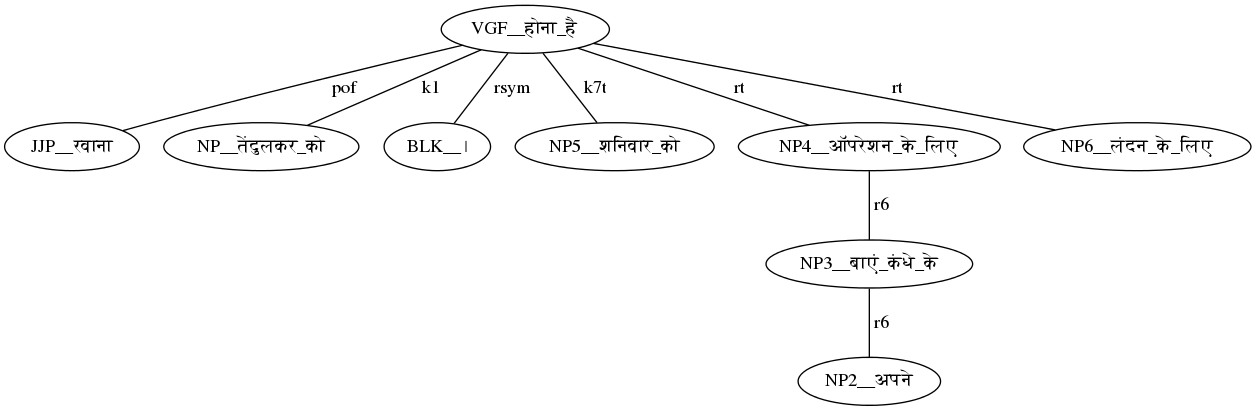 VGF__होना_है
pof k1 rsym k7t rt rt
JJP__रवाना NP__तेंदुलकर_को BLK__। NP5__शनिवार_को NP4__ऑपरेशन_के_लिए NP6__लंदन_के_लिए
r6
NP3__बाएं_कंधे_के
r6
NP2__अपने